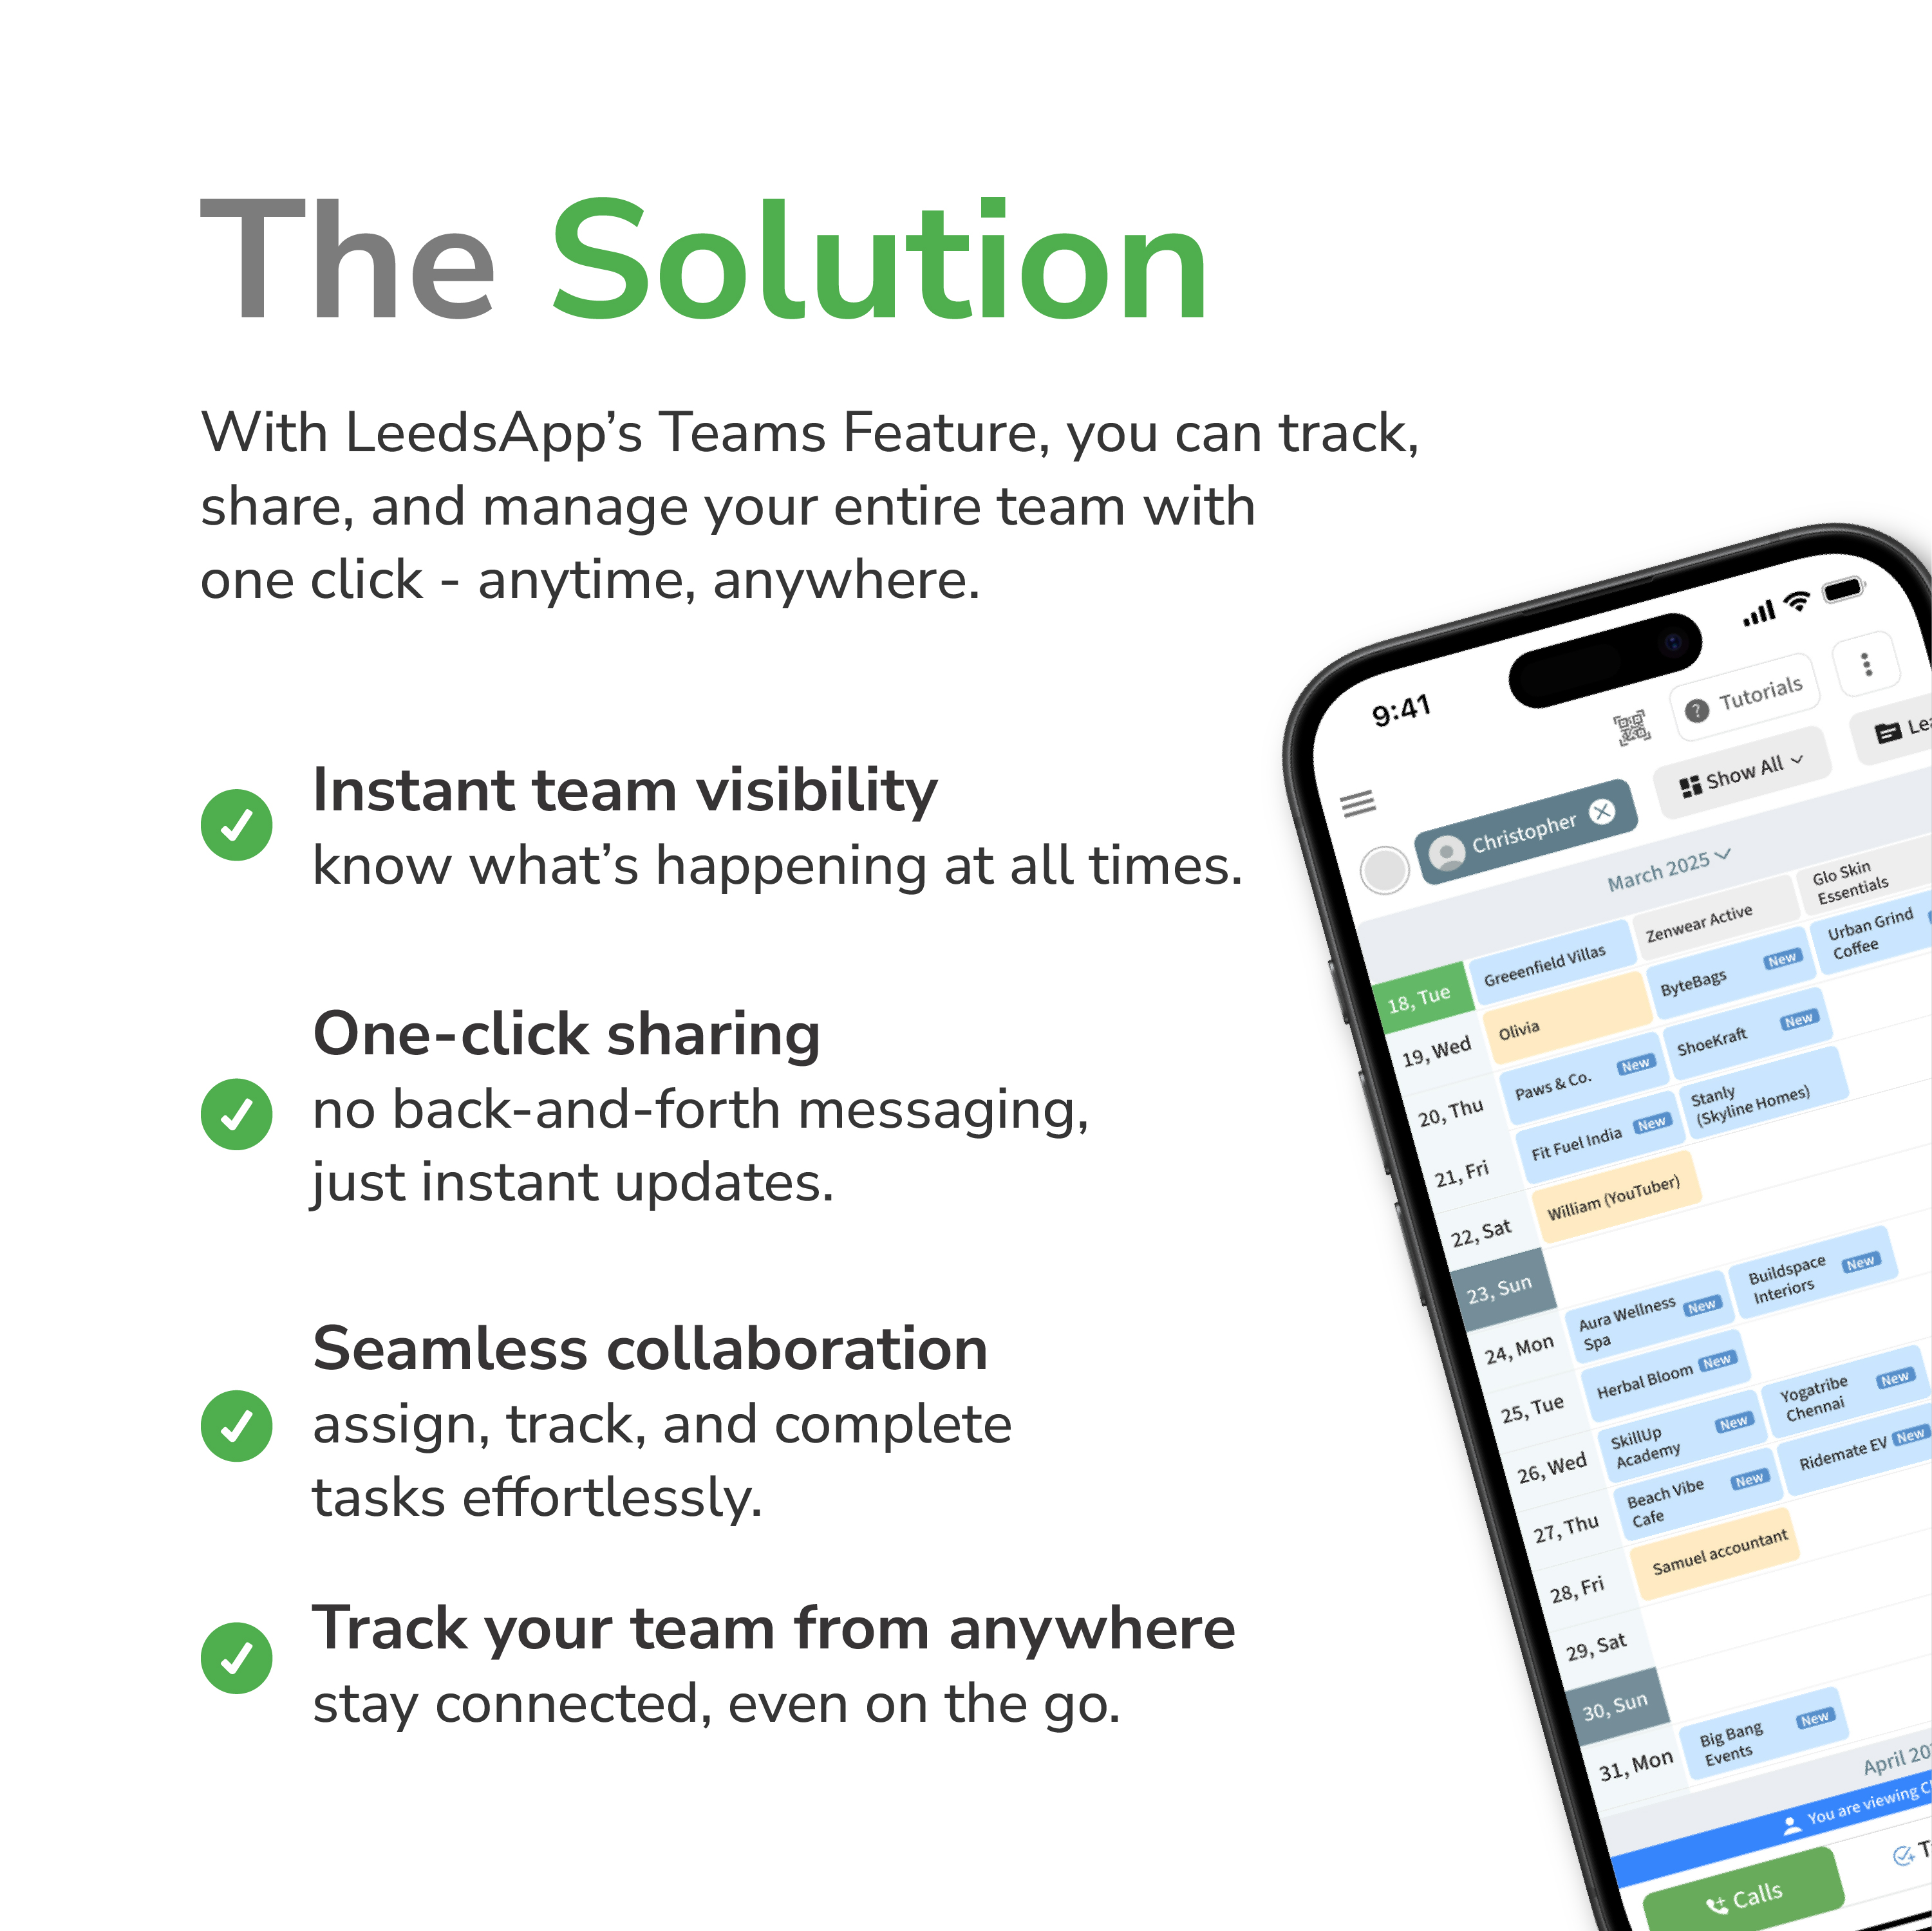 The Solution
With LeedsApp’s Teams Feature, you can track,
share, and manage your entire team with
one click - anytime, anywhere.
Instant team visibility
know what’s happening at all times.
One-click sharing
no back-and-forth messaging,
just instant updates.
Seamless collaboration
assign, track, and complete
tasks effortlessly.
Track your team from anywhere
stay connected, even on the go.
9:41
? Tutorials
Christopher
Show All
March 2025
18, Tue
Greeenfield Villas
Zenwear Active
Glo Skin
Essentials
19, Wed
Olivia
ByteBags New
Urban Grind
Coffee
20, Thu
Paws & Co. New
ShoeKraft New
21, Fri
Fit Fuel India New
Stanly
(Skyline Homes)
22, Sat
William (YouTuber)
23, Sun
24, Mon
Aura Wellness
Spa New
Buildspace
Interiors New
25, Tue
Herbal Bloom New
26, Wed
SkillUp
Academy New
Yogatribe
Chennai New
27, Thu
Beach Vibe
Cafe New
Ridemate EV New
28, Fri
Samuel accountant
29, Sat
30, Sun
31, Mon
Big Bang
Events New
April
You are viewing
Calls